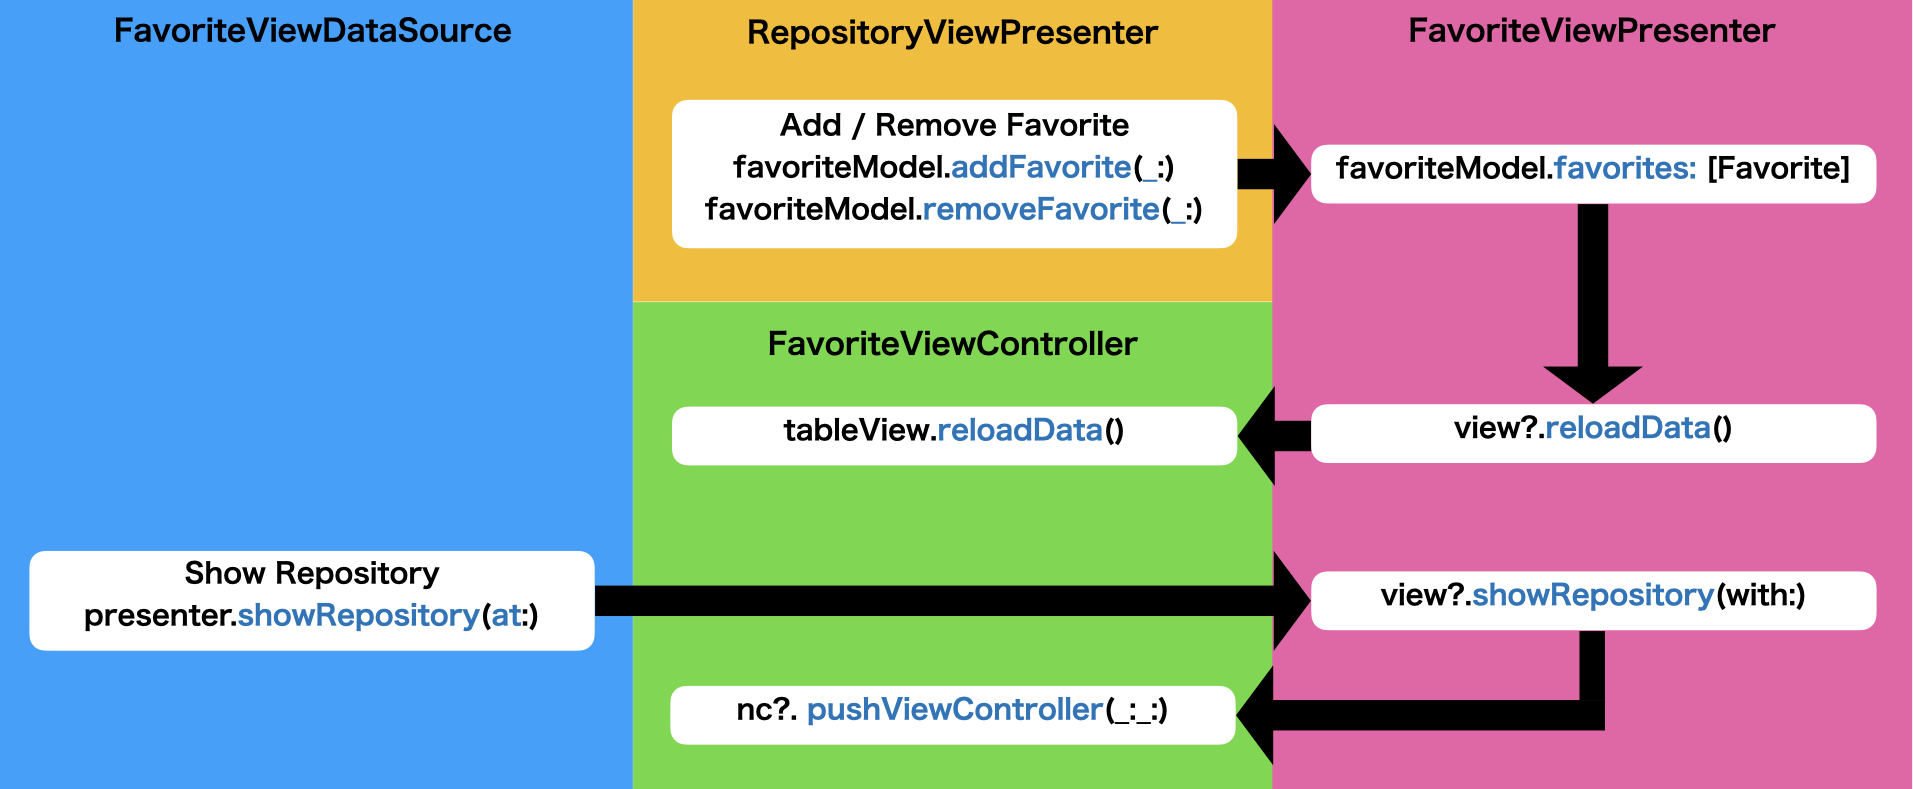 FavoriteViewDataSource
RepositoryViewPresenter
FavoriteViewPresenter
Add / Remove Favorite
favoriteModel.addFavorite(_:)
favoriteModel.removeFavorite(_:)
favoriteModel.favorites: [Favorite]
FavoriteViewController
tableView.reloadData()
view?.reloadData()
Show Repository
presenter.showRepository(at:)
view?.showRepository(with:)
nc?. pushViewController(_:_:)